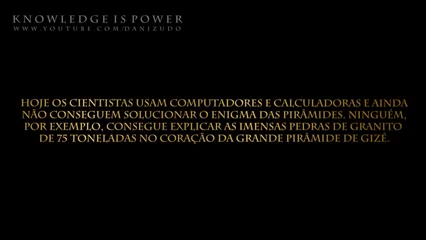 KNOWLEDGE IS POWER
WWW.YOUTUBE.COM/DANIZUDO
HOJE OS CIENTISTAS USAM COMPUTADORES E CALCULADORAS E AINDA
NÃO CONSEGUEM SOLUCIONAR O ENIGMA DAS PIRÂMIDES. NINGUÉM,
POR EXEMPLO, CONSEGUE EXPLICAR AS IMENSAS PEDRAS DE GRANITO
DE 75 TONELADAS NO CORAÇÃO DA GRANDE PIRÂMIDE DE GIZÉ.